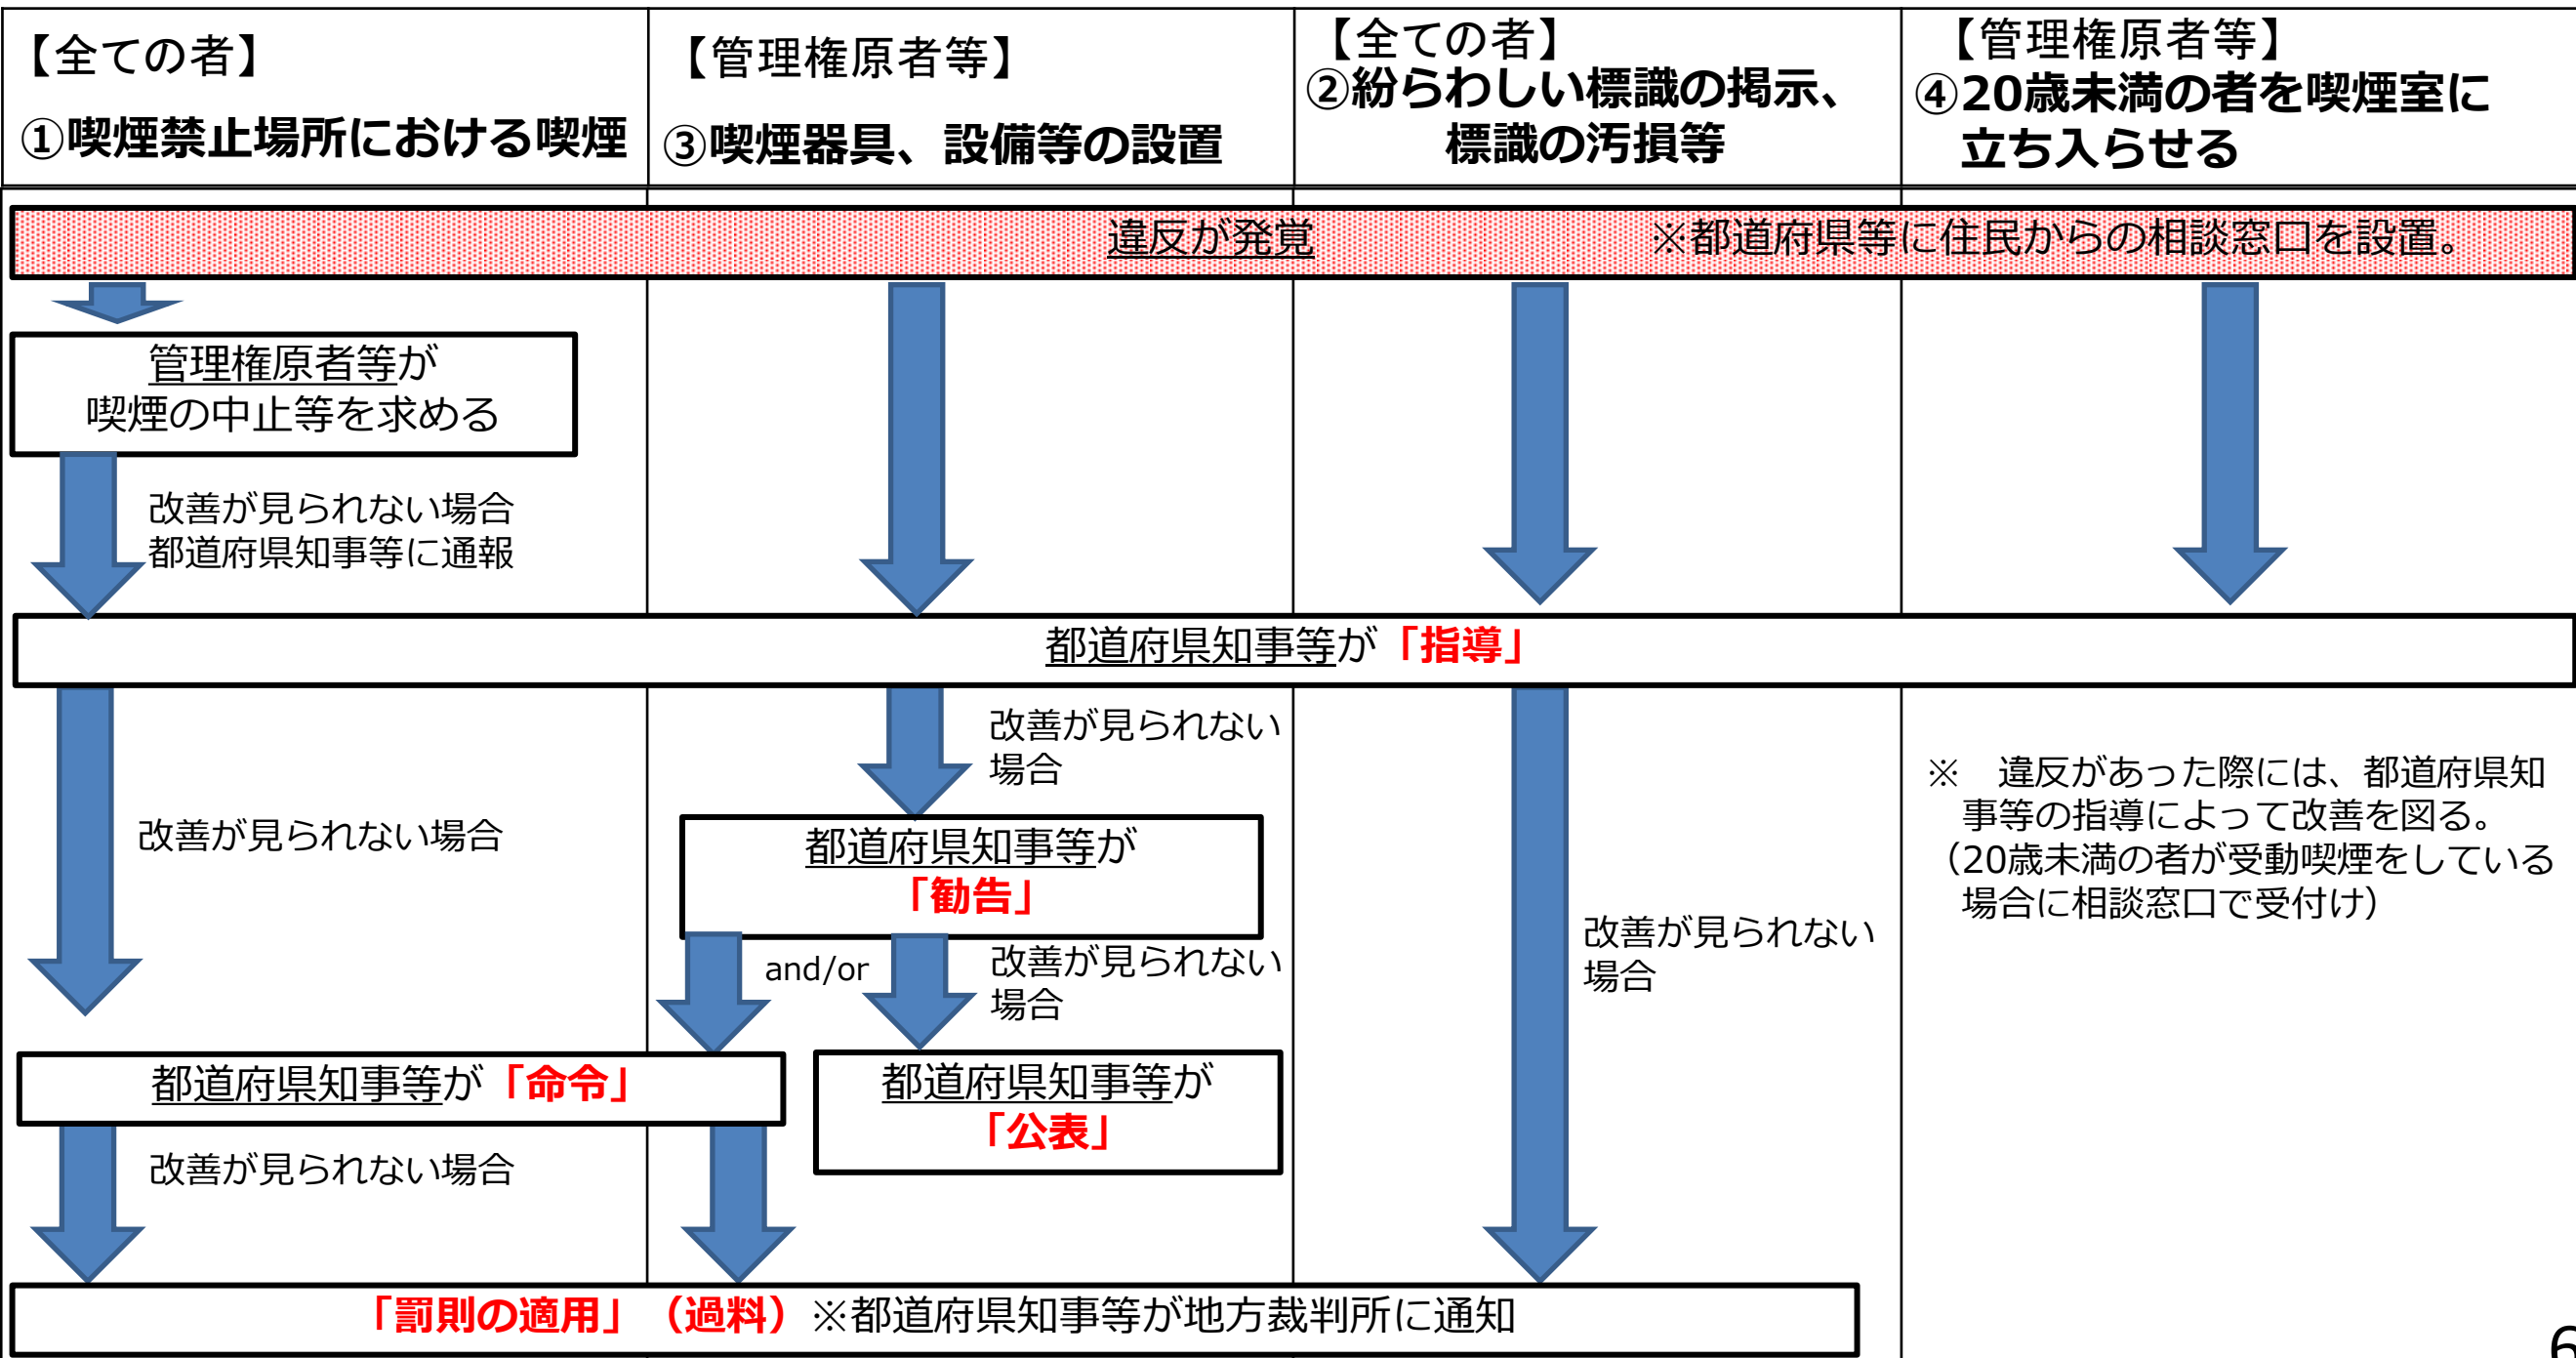 【全ての者】
①喫煙禁止場所における喫煙
【管理権原者等】
③喫煙器具、設備等の設置
【全ての者】
②紛らわしい標識の掲示、
標識の汚損等
【管理権原者等】
④20歳未満の者を喫煙室に
立ち入らせる
違反が発覚 ※都道府県等に住民からの相談窓口を設置。
管理権原者等が
喫煙の中止等を求める
改善が見られない場合
都道府県知事等に通報
都道府県知事等が「指導」
改善が見られない場合
改善が見られない
場合
都道府県知事等が
「勧告」
and/or
改善が見られない
場合
都道府県知事等が「命令」
都道府県知事等が
「公表」
改善が見られない場合
改善が見られない
場合
※　違反があった際には、都道府県知
事等の指導によって改善を図る。
（20歳未満の者が受動喫煙をしている
場合に相談窓口で受付け）
「罰則の適用」（過料）※都道府県知事等が地方裁判所に通知
6